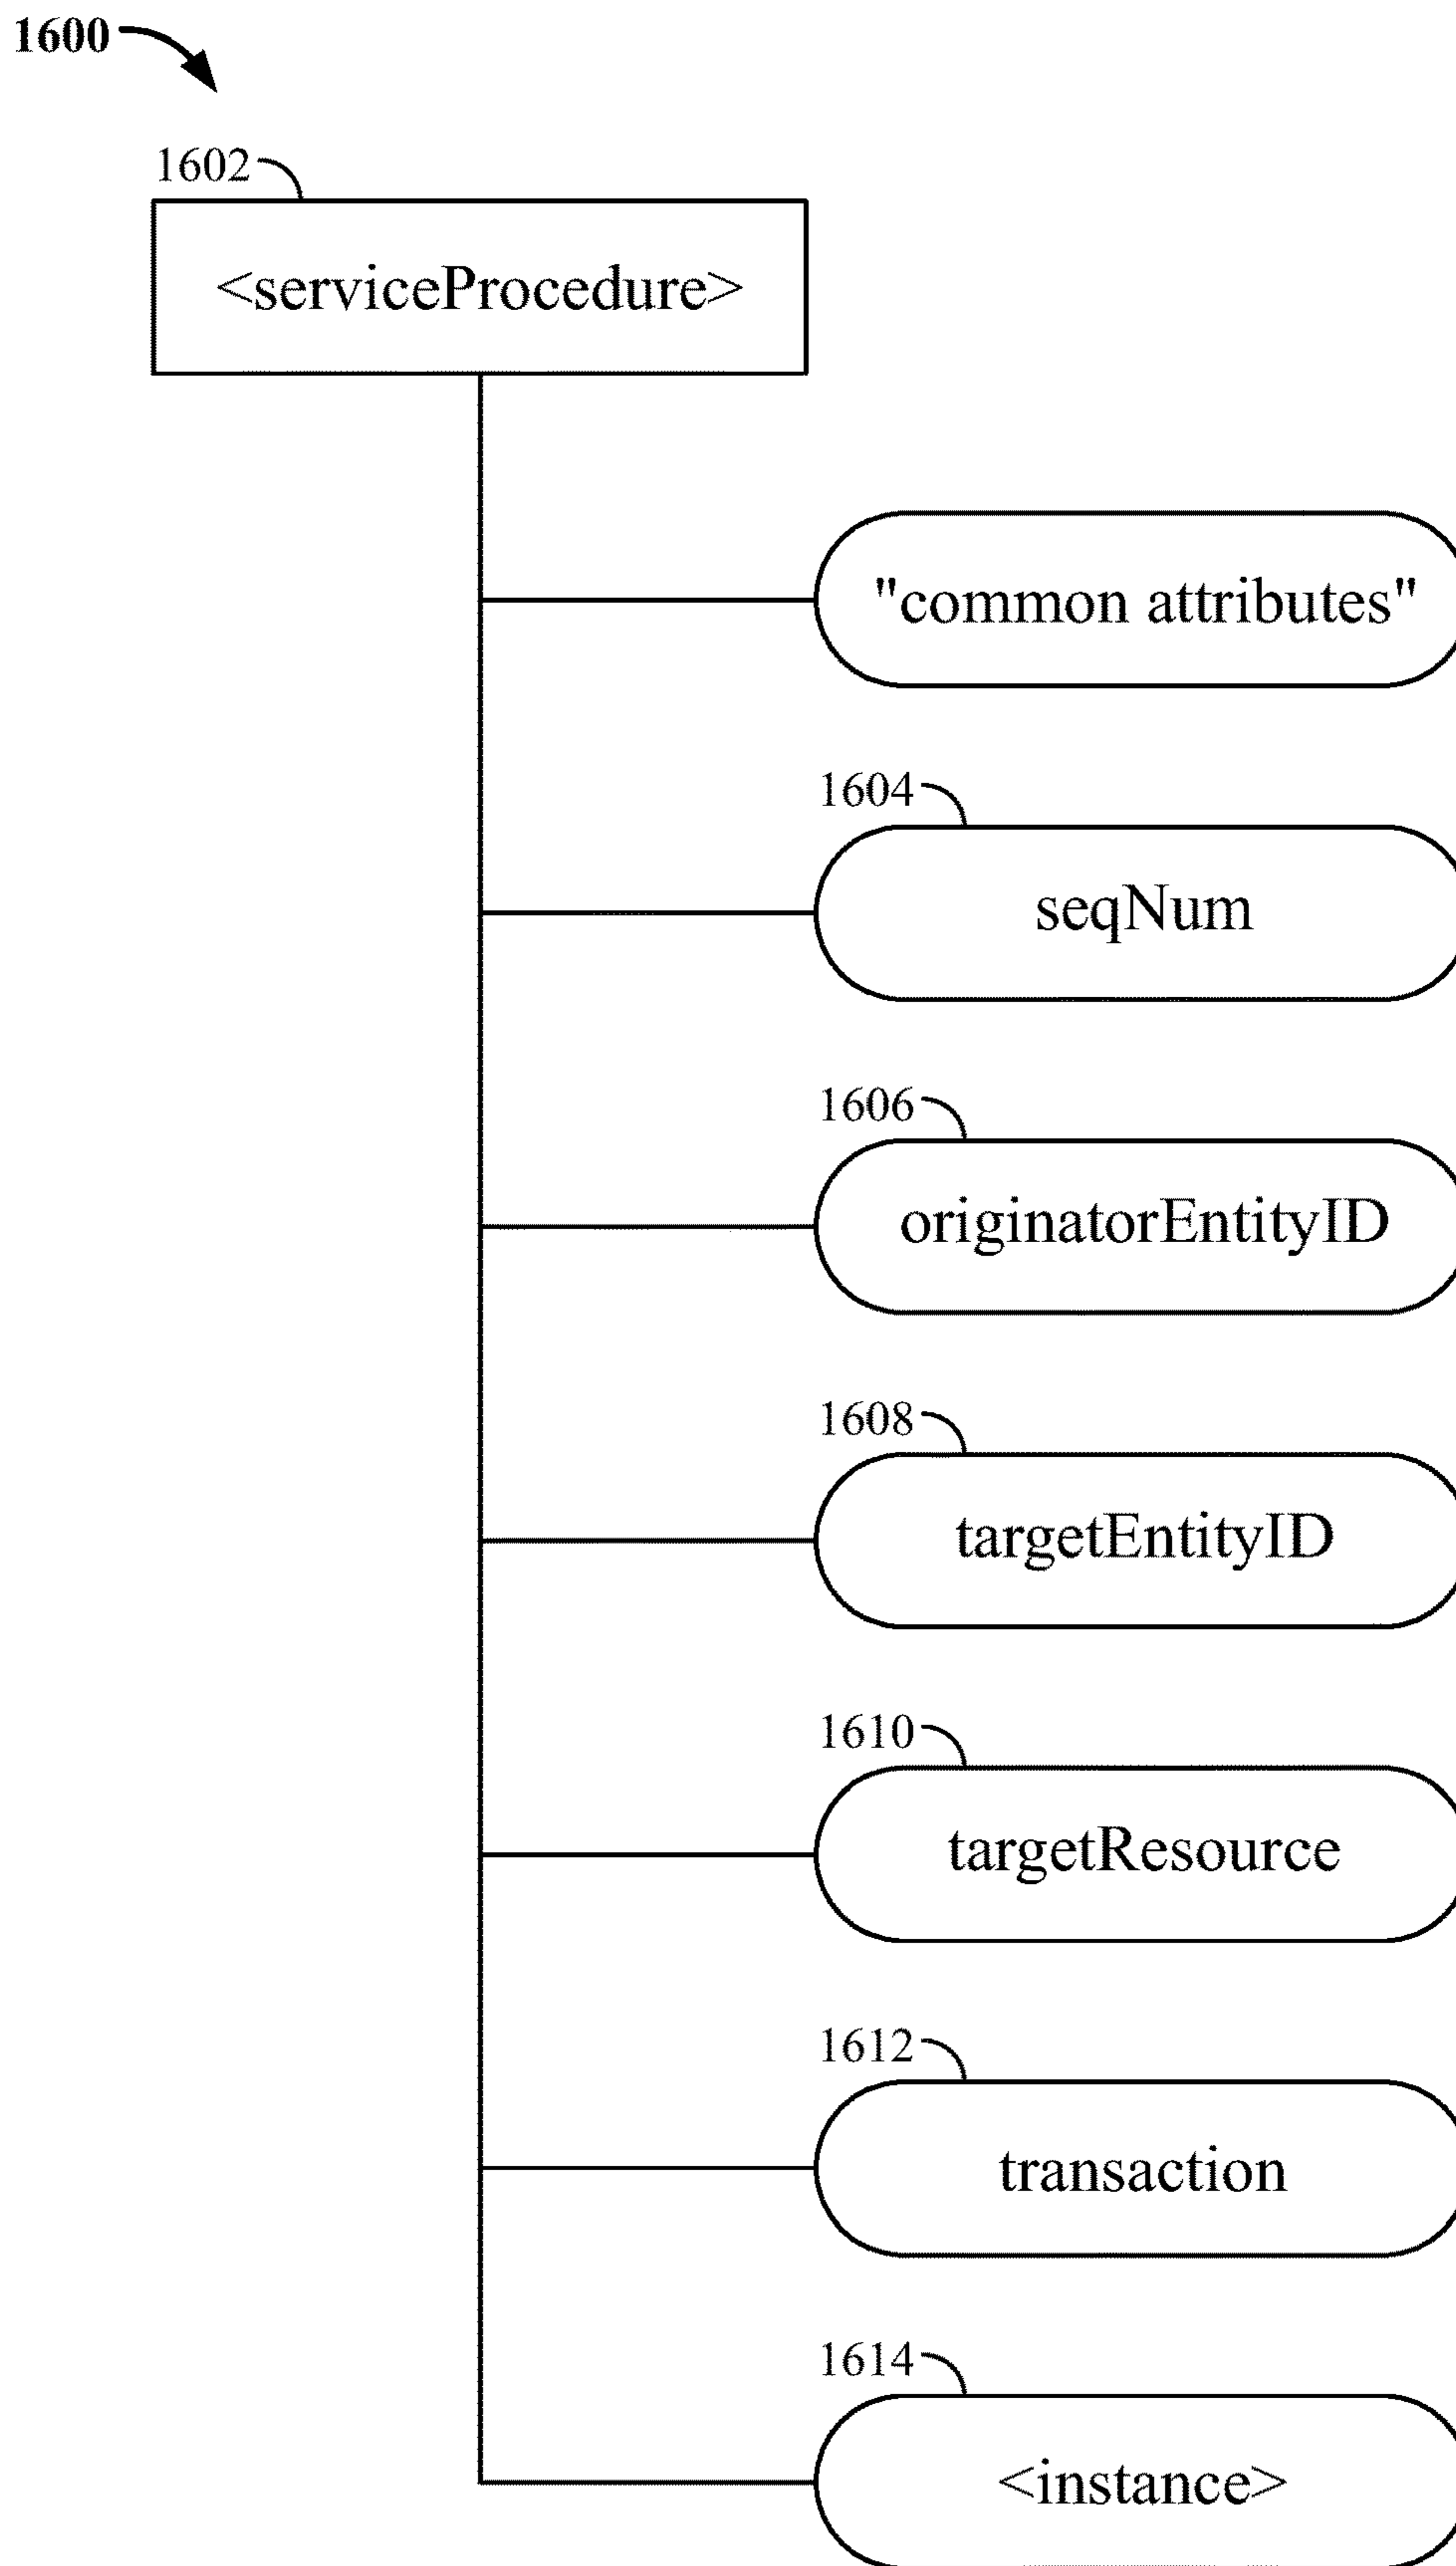 1600
1602
<serviceProcedure>
"common attributes"
1604
seqNum
1606
originatorEntityID
1608
targetEntityID
1610
targetResource
1612
transaction
1614
<instance>